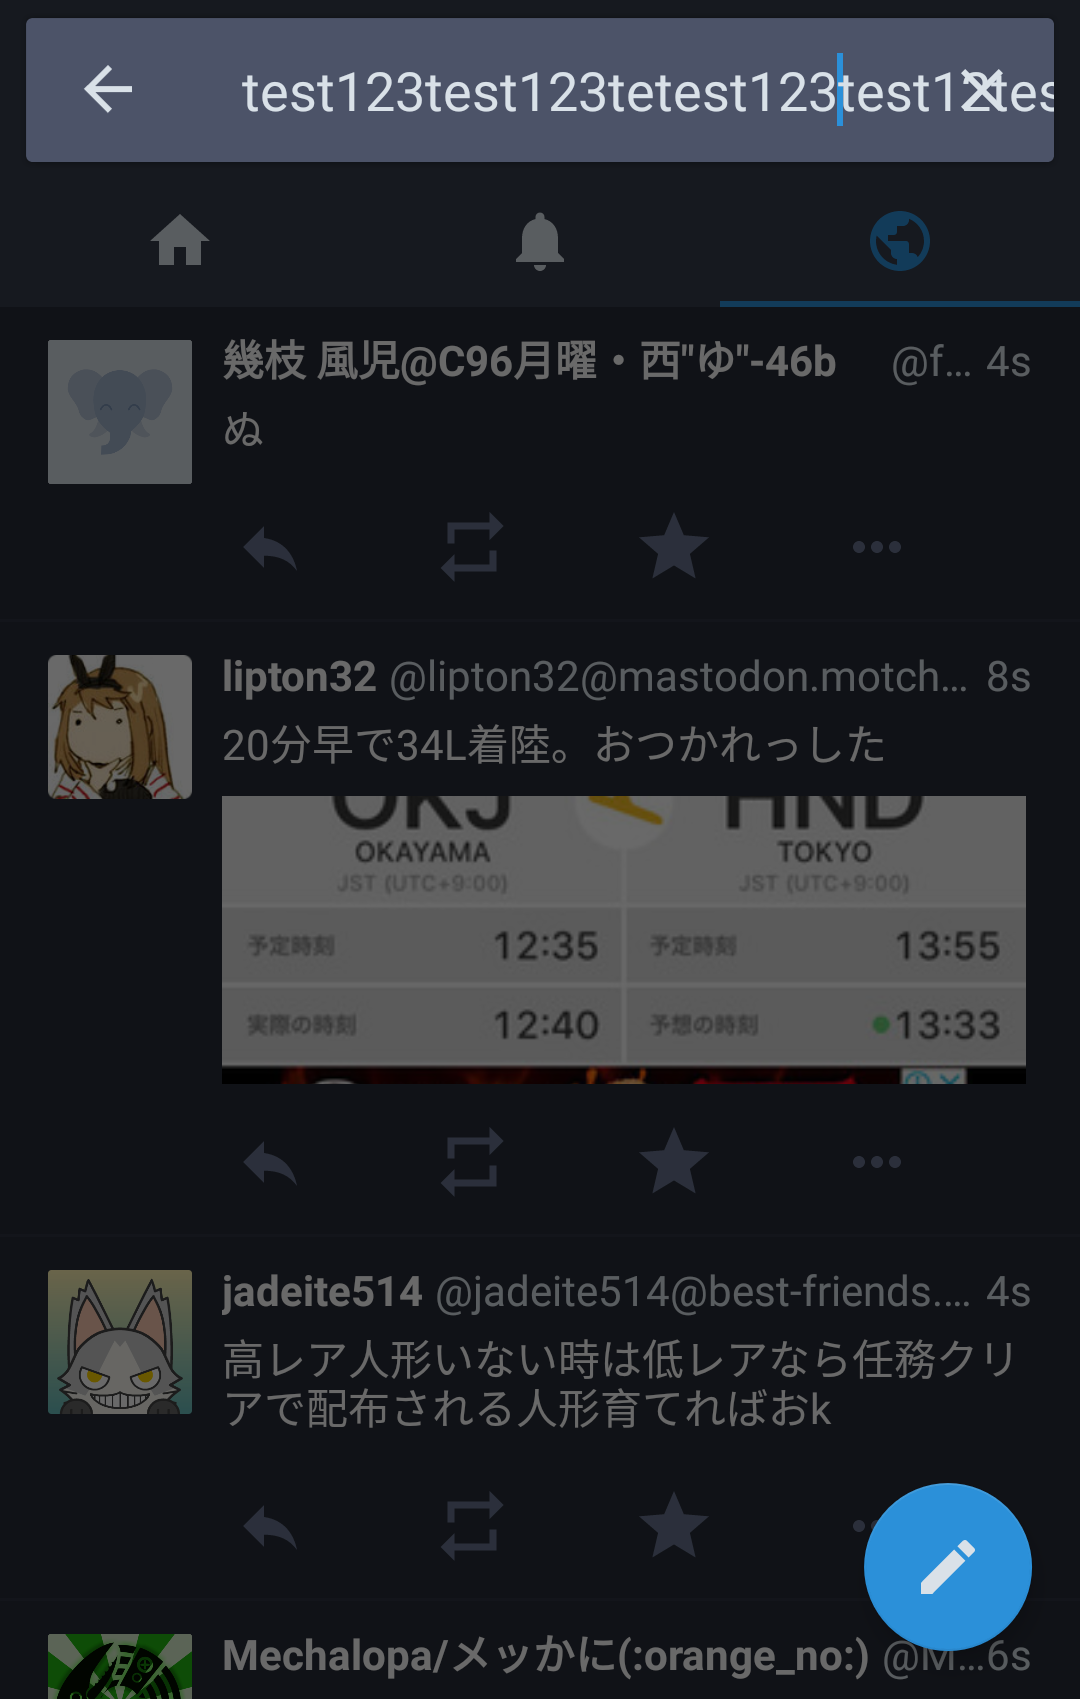 test123test123tetest123test12tes
幾枝 風児@C96月曜・西"ゆ"-46b @f... 4s
ぬ
lipton32 @lipton32@mastodon.motch... 8s
20分早で34L着陸。おつかれっした
OKJ HND
OKAYAMA TOKYO
JST (UTC+9:00) JST (UTC+9:00)
予定時刻 12:35 予定時刻 13:55
実際の時刻 12:40 予想の時刻 13:33
jadeite514 @jadeite514@best-friends.... 4s
高レア人形いない時は低レアなら任務クリ
アで配布される人形育てればおk
Mechalopa/メッかに(:orange_no:) @M...6s